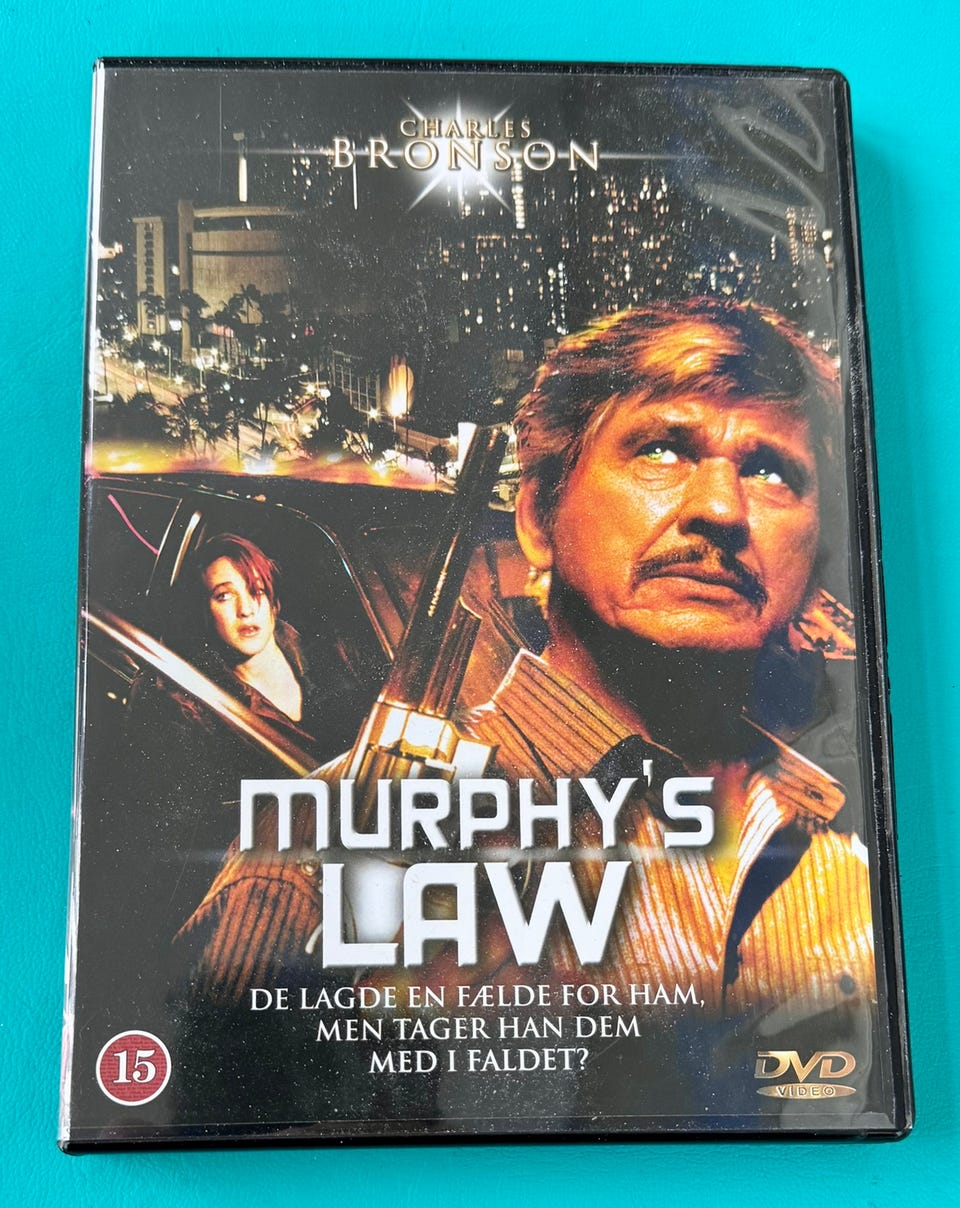 CHARLES
BRONSON
MURPHY'S
LAW
DE LAGDE EN FÆLDE FOR HAM,
MEN TAGER HAN DEM
MED I FALDET?
15
DVD
VIDEO